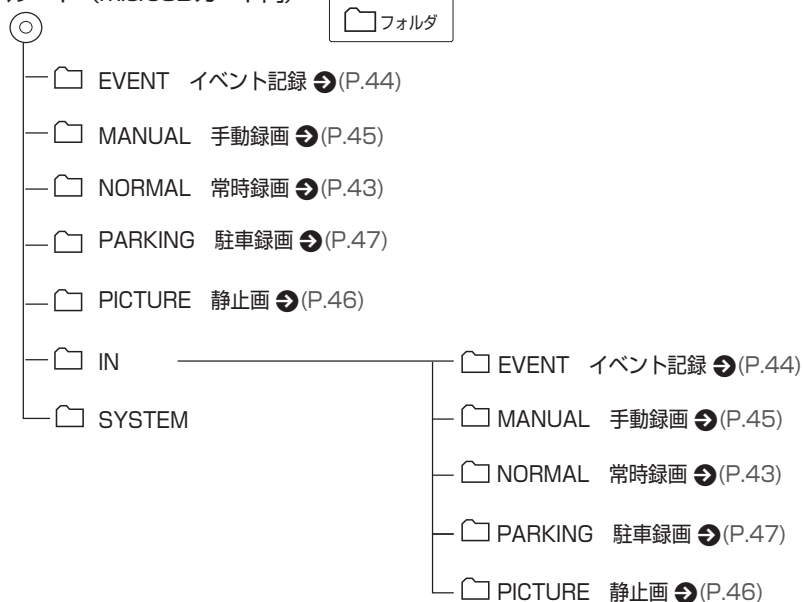 フォルダ
EVENT イベント記録 ➔(P.44)
MANUAL 手動録画 ➔(P.45)
NORMAL 常時録画 ➔(P.43)
PARKING 駐車録画 ➔(P.47)
PICTURE 静止画 ➔(P.46)
IN
SYSTEM
EVENT イベント記録 ➔(P.44)
MANUAL 手動録画 ➔(P.45)
NORMAL 常時録画 ➔(P.43)
PARKING 駐車録画 ➔(P.47)
PICTURE 静止画 ➔(P.46)